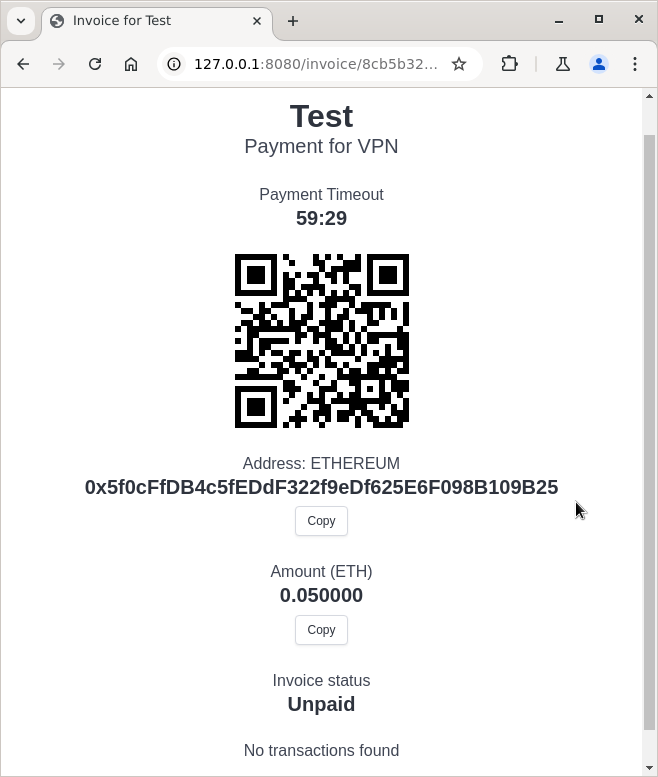 Invoice for Test
127.0.0.1:8080/invoice/8cb5b32...
Test
Payment for VPN
Payment Timeout
59:29
Address: ETHEREUM
0x5f0cFfDB4c5fEDdF322f9eDf625E6F098B109B25
Copy
Amount (ETH)
0.050000
Copy
Invoice status
Unpaid
No transactions found